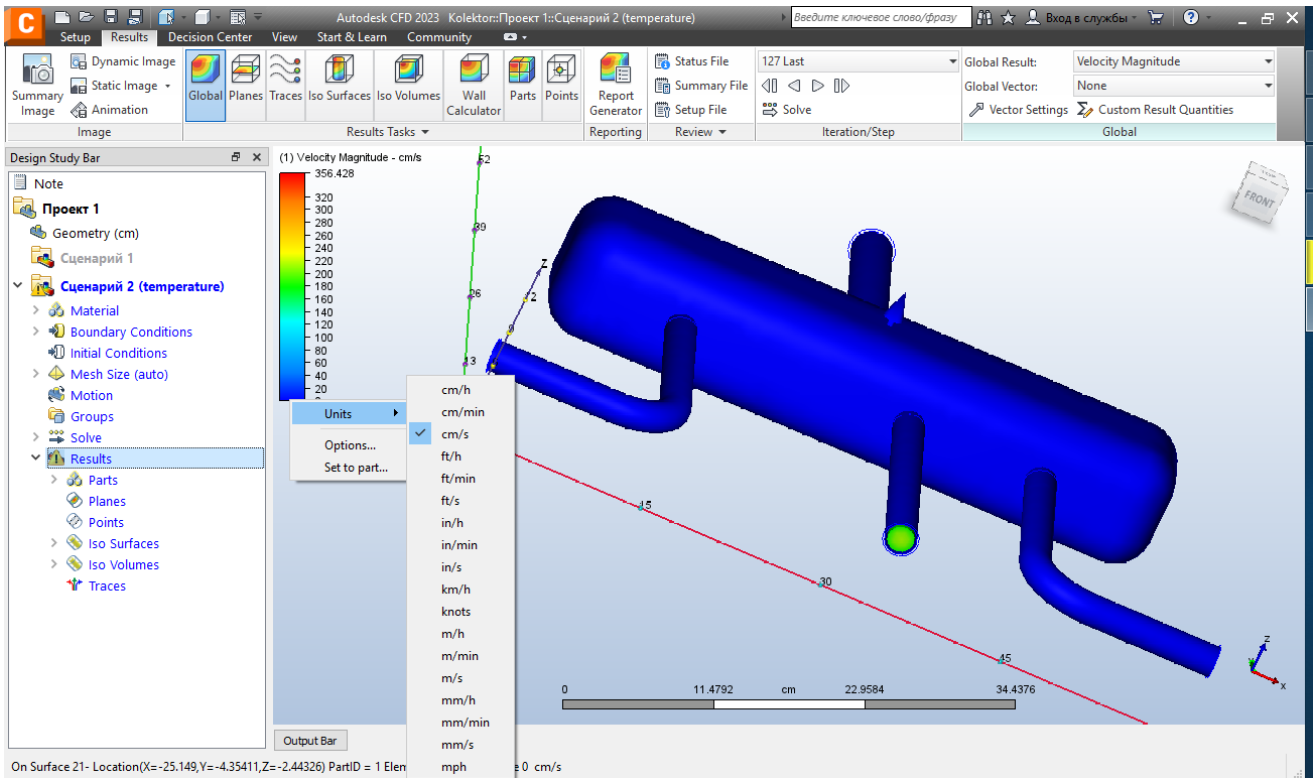 Autodesk CFD 2023 Kolektor::Проект 1::Сценарий 2 (temperature)
Введите ключевое слово/фразу
Вход в службы
Setup Results Decision Center View Start & Learn Community
Summary Image
Dynamic Image
Static Image
Animation
Image
Global Planes Traces Iso Surfaces Iso Volumes Wall Calculator Parts Points
Results Tasks
Report Generator
Reporting
Status File
Summary File
Setup File
Review
127 Last
Solve
Iteration/Step
Global Result: Velocity Magnitude
Global Vector: None
Vector Settings Custom Result Quantities
Global
Design Study Bar
Note
Проект 1
Geometry (cm)
Сценарий 1
Сценарий 2 (temperature)
Material
Boundary Conditions
Initial Conditions
Mesh Size (auto)
Motion
Groups
Solve
Results
Parts
Planes
Points
Iso Surfaces
Iso Volumes
Traces
(1) Velocity Magnitude - cm/s
356.428
320
300
280
260
240
220
200
180
160
140
120
100
80
60
40
20
52
39
26
13
Z
2
0
FRONT
Units
Options...
Set to part...
cm/h
cm/min
cm/s
ft/h
ft/min
ft/s
in/h
in/min
in/s
km/h
knots
m/h
m/min
m/s
mm/h
mm/min
mm/s
mph
15
30
45
0 11.4792 cm 22.9584 34.4376
z
x
Output Bar
On Surface 21- Location(X=-25.149,Y=-4.35411,Z=-2.44326) PartID = 1 Elem
0 cm/s